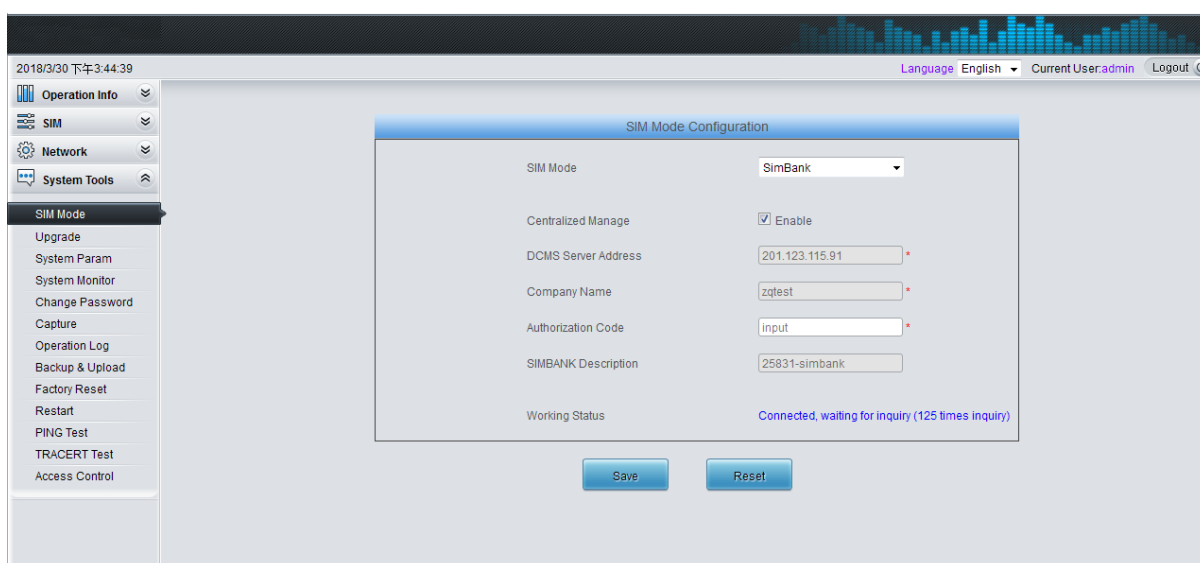 2018/3/30 下午3:44:39
Language English Current User:admin Logout
Operation Info
SIM
Network
System Tools
SIM Mode
Upgrade
System Param
System Monitor
Change Password
Capture
Operation Log
Backup & Upload
Factory Reset
Restart
PING Test
TRACERT Test
Access Control
SIM Mode Configuration
SIM Mode SimBank
Centralized Manage Enable
DCMS Server Address 201.123.115.91 *
Company Name zqtest *
Authorization Code input *
SIMBANK Description 25831-simbank
Working Status Connected, waiting for inquiry (125 times inquiry)
Save Reset